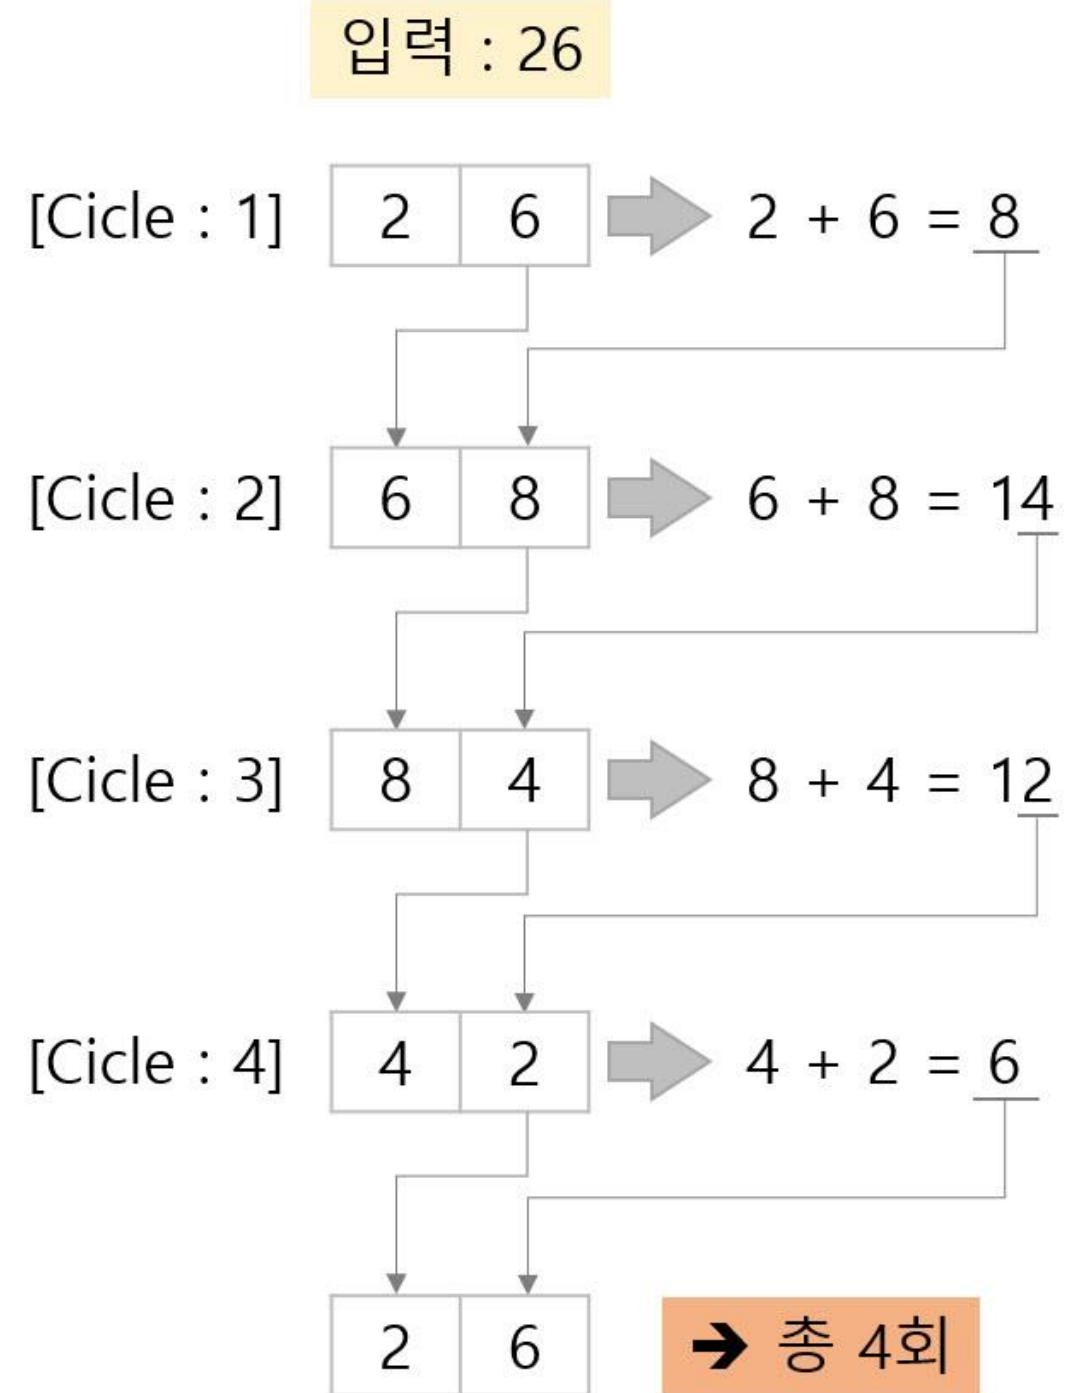 입력 : 26
[Cicle : 1] 2 6 2 + 6 = 8
[Cicle : 2] 6 8 6 + 8 = 14
[Cicle : 3] 8 4 8 + 4 = 12
[Cicle : 4] 4 2 4 + 2 = 6
2 6 ➔ 총 4회